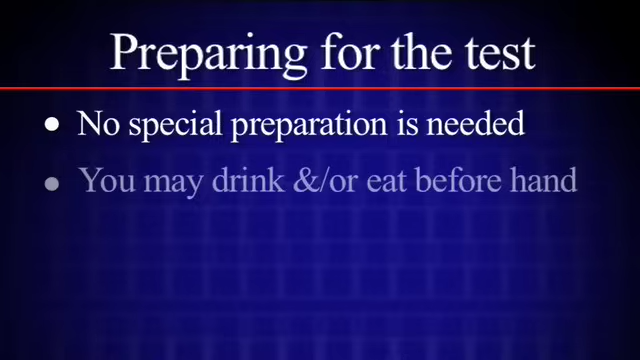 Preparing for the test
No special preparation is needed
You may drink &/or eat before hand